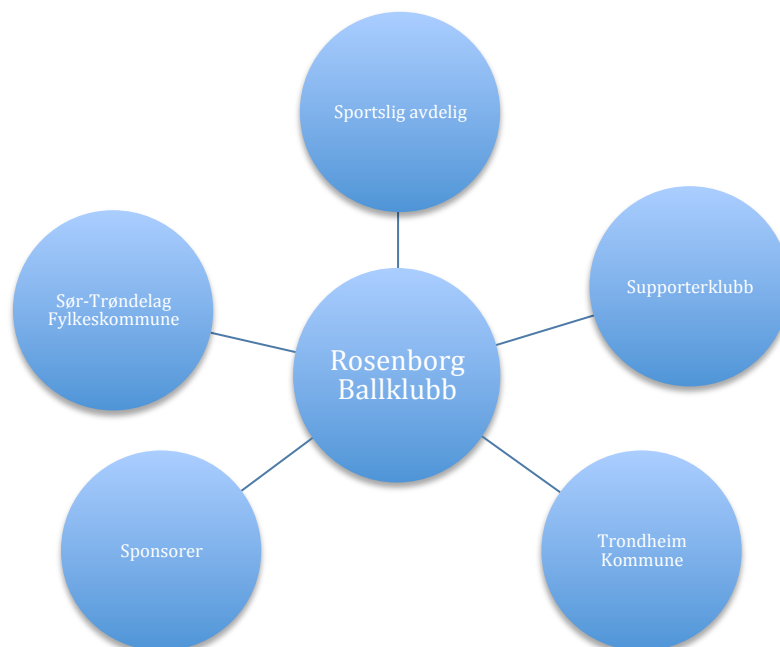 Sportslig avdelig
Supporterklubb
Sør-Trøndelag
Fylkeskommune
Rosenborg
Ballklubb
Sponsorer
Trondheim
Kommune